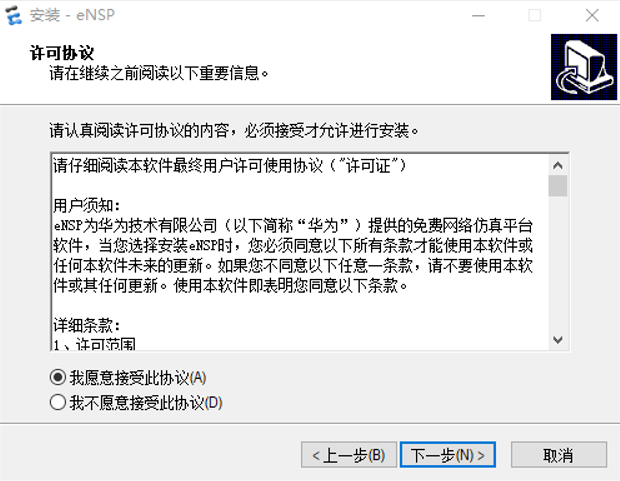 安装 - eNSP
许可协议
请在继续之前阅读以下重要信息。
请认真阅读许可协议的内容，必须接受才允许进行安装。
请仔细阅读本软件最终用户许可使用协议（"许可证"）
用户须知：
eNSP为华为技术有限公司（以下简称“华为”）提供的免费网络仿真平台
软件，当您选择安装eNSP时，您必须同意以下所有条款才能使用本软件或
任何本软件未来的更新。如果您不同意以下任意一条款，请不要使用本软
件或其任何更新。使用本软件即表明您同意以下条款。
详细条款：
1、许可范围
我愿意接受此协议(A)
我不愿意接受此协议(D)
< 上一步(B)
下一步(N) >
取消